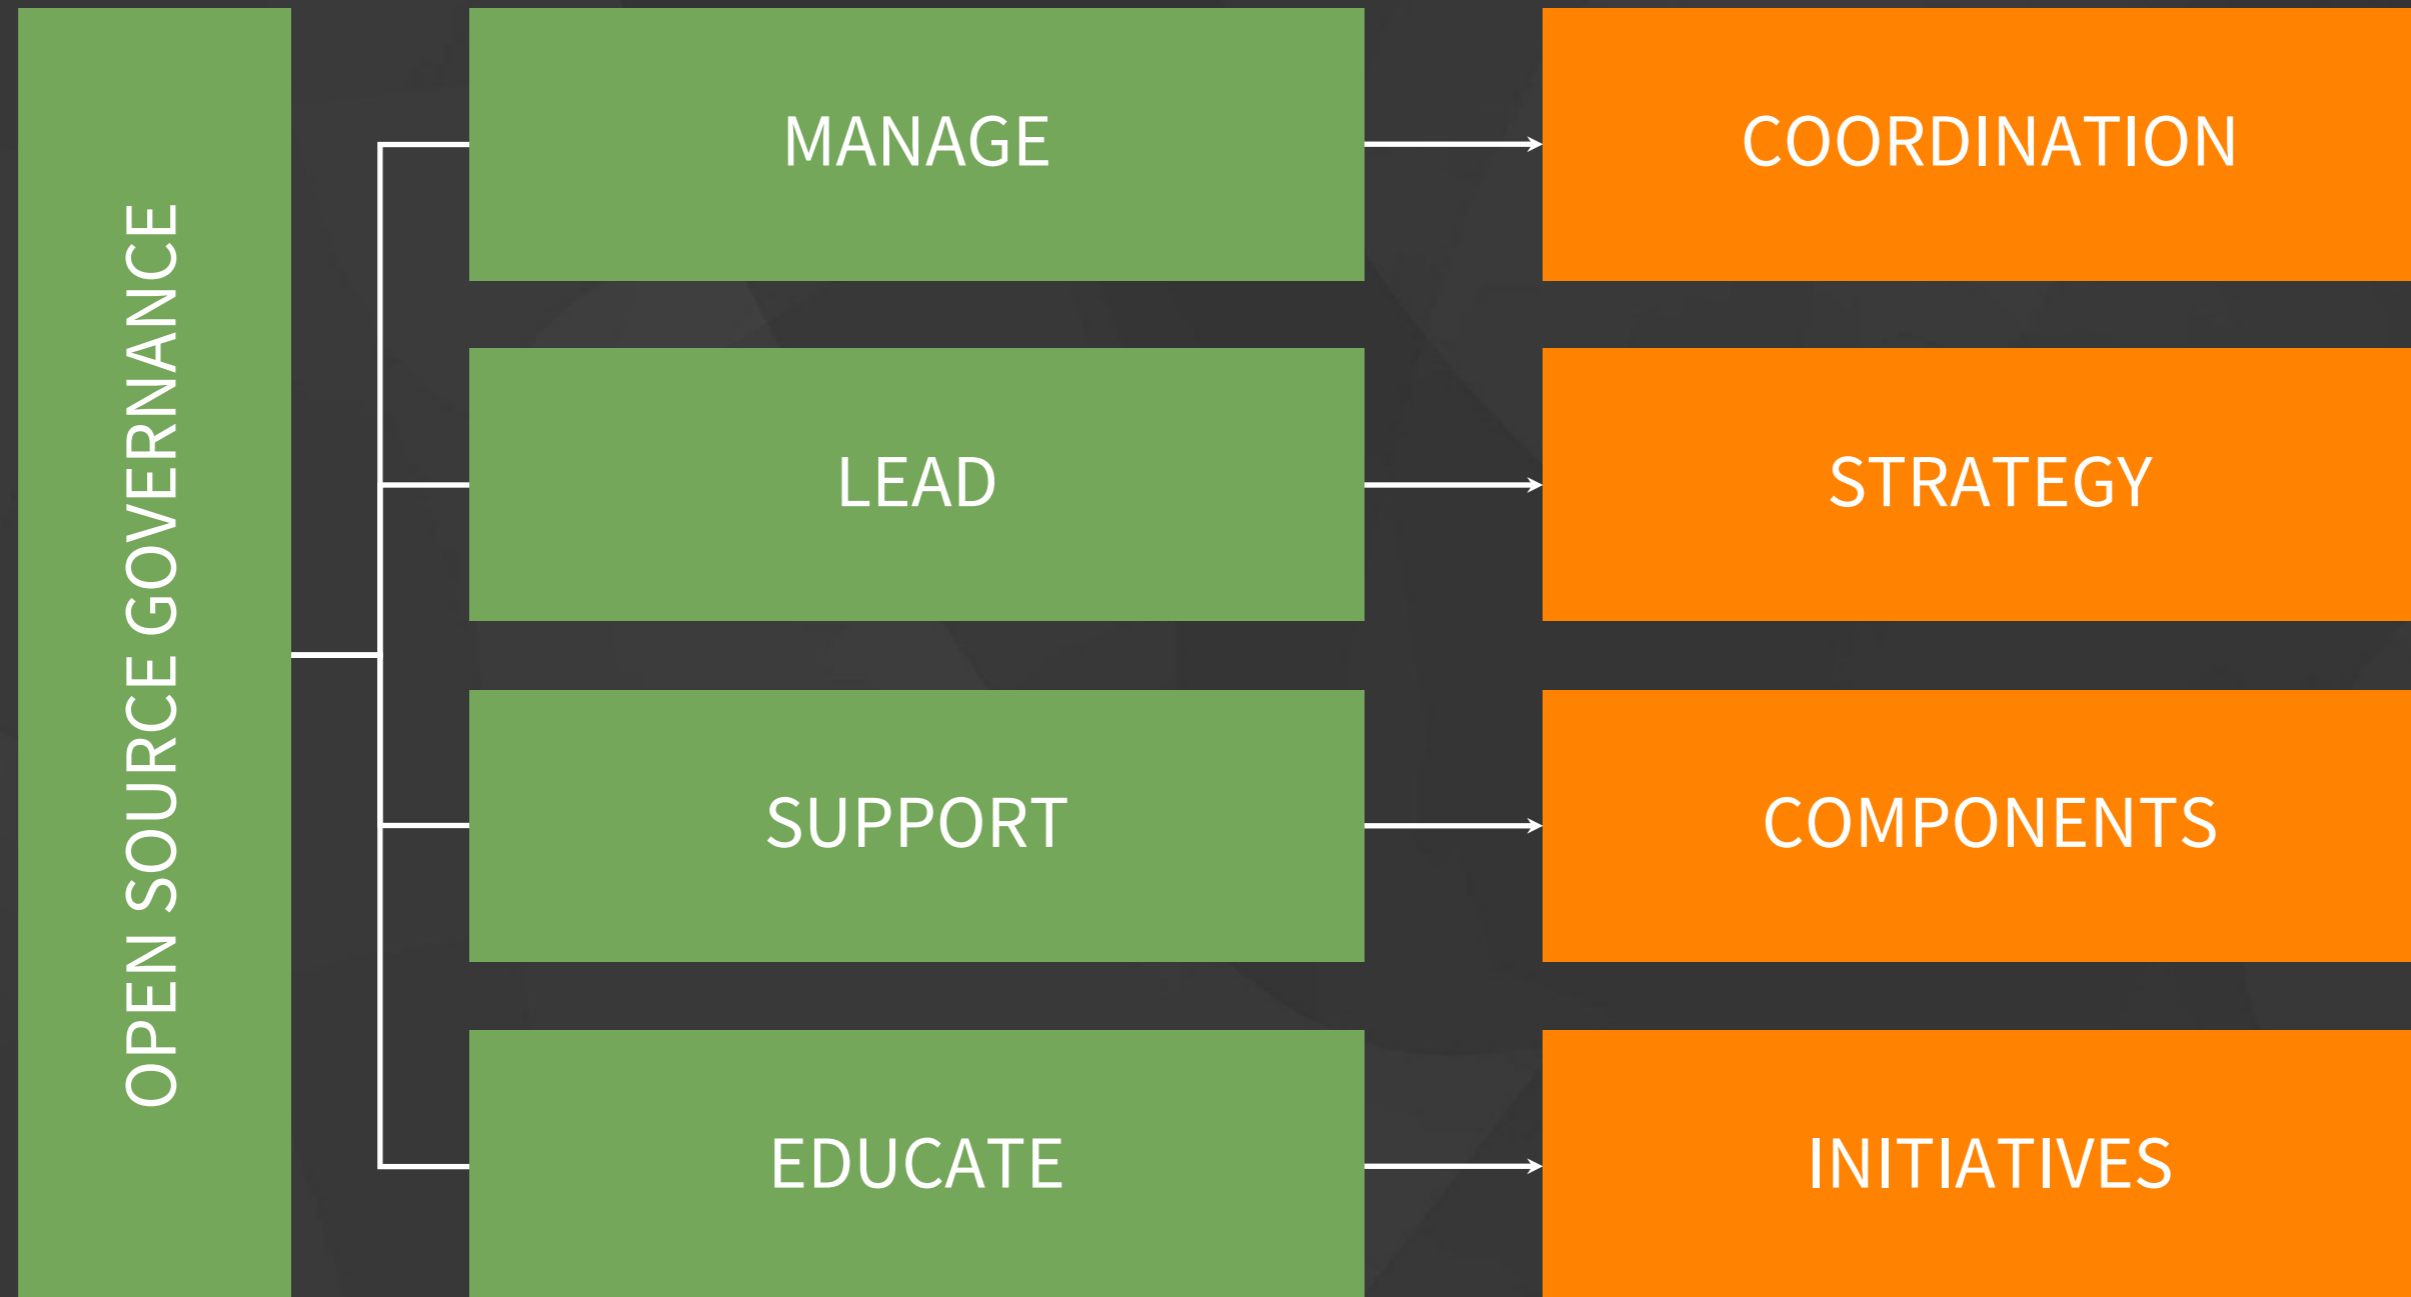 OPEN SOURCE GOVERNANCE
MANAGE
COORDINATION
LEAD
STRATEGY
SUPPORT
COMPONENTS
EDUCATE
INITIATIVES